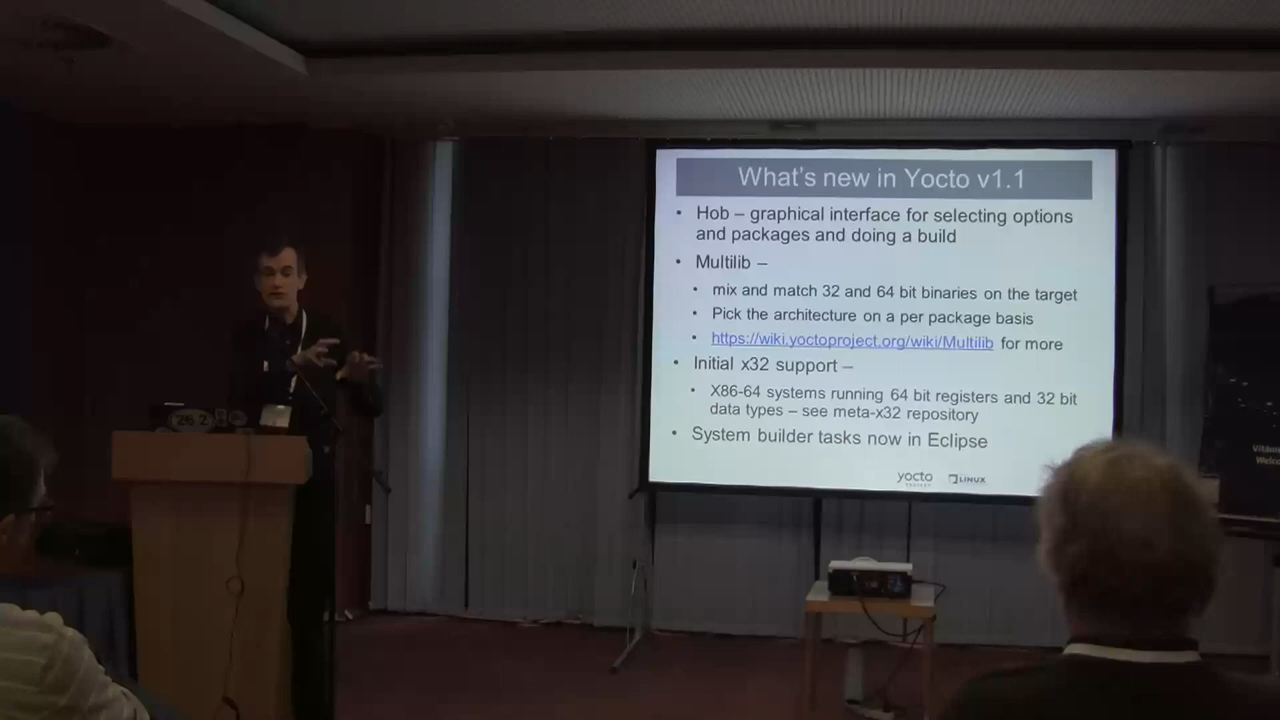 What's new in Yocto v1.1
• Hob – graphical interface for selecting options
and packages and doing a build
• Multilib –
• mix and match 32 and 64 bit binaries on the target
• Pick the architecture on a per package basis
• https://wiki.yoctoproject.org/wiki/Multilib for more
• Initial x32 support –
• X86-64 systems running 64 bit registers and 32 bit
data types – see meta-x32 repository
• System builder tasks now in Eclipse
yocto
LINUX
26.2